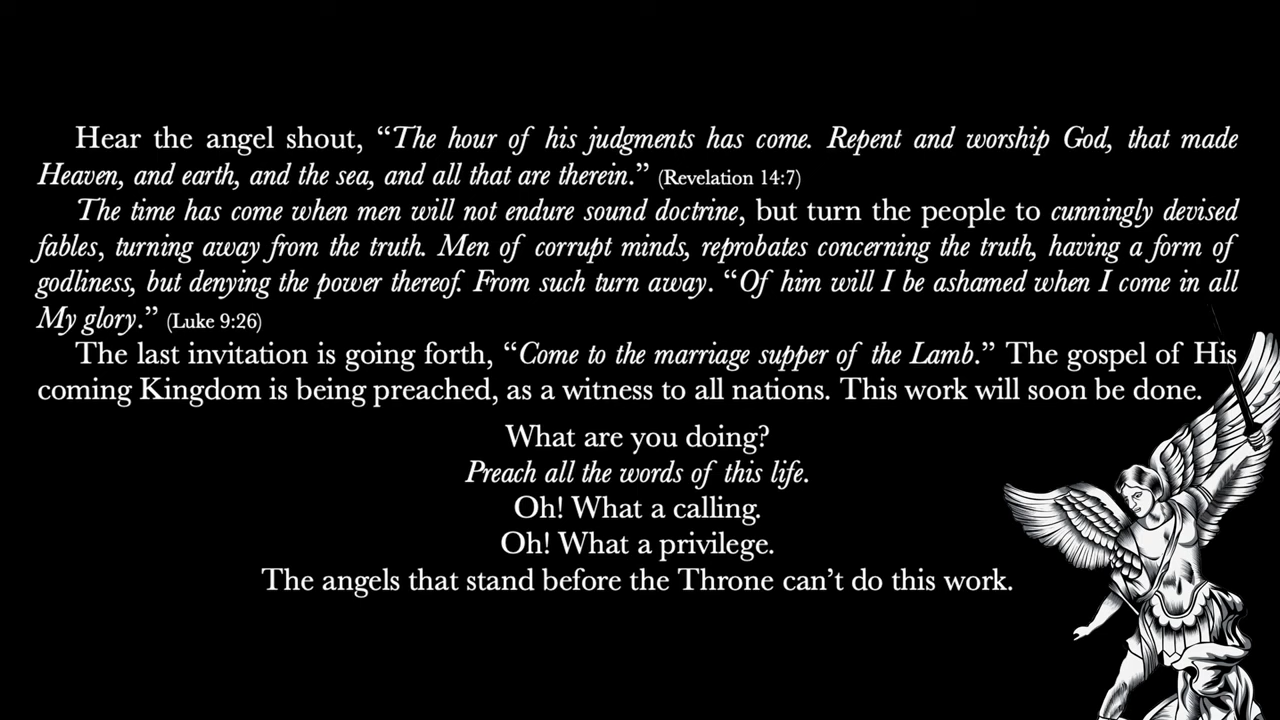 Hear the angel shout, “The hour of his judgments has come. Repent and worship God, that made
Heaven, and earth, and the sea, and all that are therein.” (Revelation 14:7)
The time has come when men will not endure sound doctrine, but turn the people to cunningly devised
fables, turning away from the truth. Men of corrupt minds, reprobates concerning the truth, having a form of
godliness, but denying the power thereof. From such turn away. “Of him will I be ashamed when I come in all
My glory.” (Luke 9:26)
The last invitation is going forth, “Come to the marriage supper of the Lamb.” The gospel of His
coming Kingdom is being preached, as a witness to all nations. This work will soon be done.
What are you doing?
Preach all the words of this life.
Oh! What a calling.
Oh! What a privilege.
The angels that stand before the Throne can’t do this work.